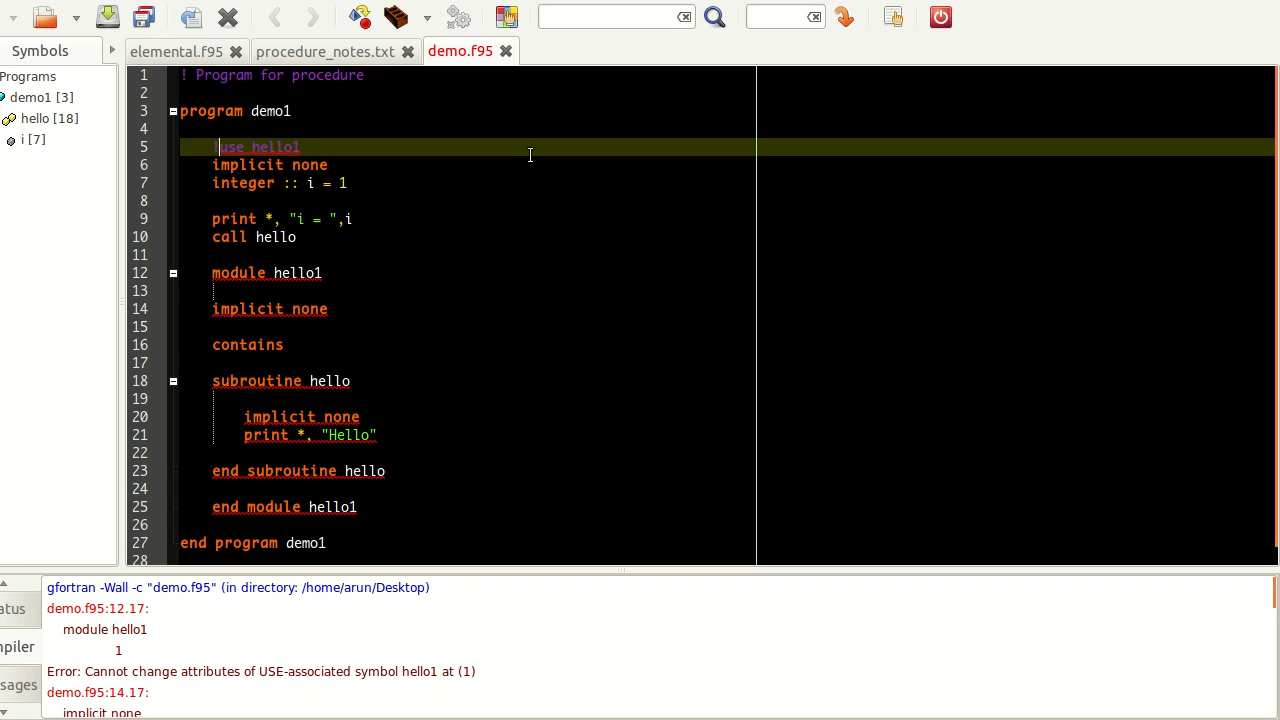 Symbols
elemental.f95
procedure_notes.txt
demo.f95
Programs
demo1 [3]
hello [18]
i [7]
1 ! Program for procedure
2
3 program demo1
4
5 !use hello1
6 implicit none
7 integer :: i = 1
8
9 print *, "i = ",i
10 call hello
11
12 module hello1
13
14 implicit none
15
16 contains
17
18 subroutine hello
19
20 implicit none
21 print *, "Hello"
22
23 end subroutine hello
24
25 end module hello1
26
27 end program demo1
28
atus
mpiler
sages
gfortran -Wall -c "demo.f95" (in directory: /home/arun/Desktop)
demo.f95:12.17:
module hello1
1
Error: Cannot change attributes of USE-associated symbol hello1 at (1)
demo.f95:14.17:
implicit none